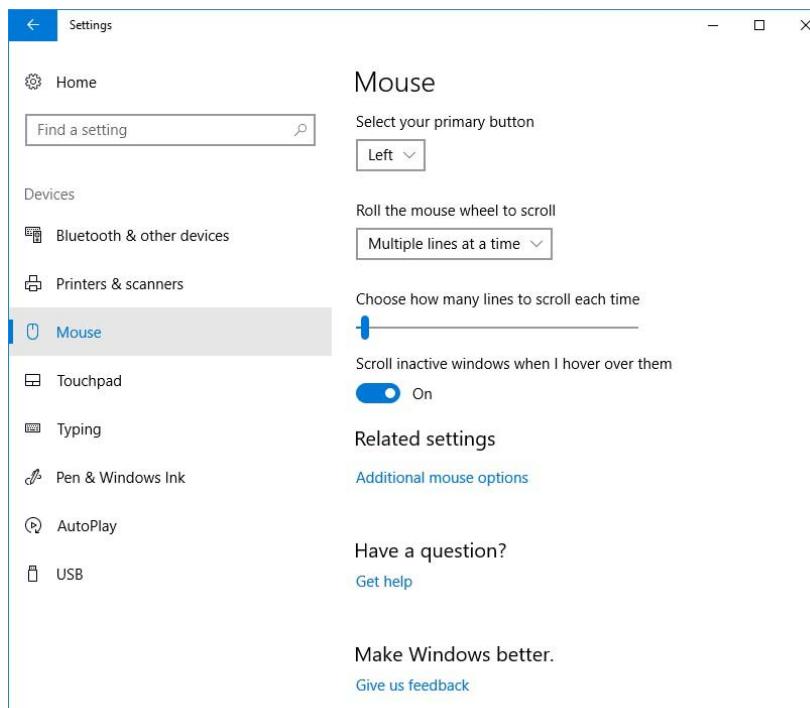 Settings
Home
Find a setting
Devices
Bluetooth & other devices
Printers & scanners
Mouse
Touchpad
Typing
Pen & Windows Ink
AutoPlay
USB
Mouse
Select your primary button
Left
Roll the mouse wheel to scroll
Multiple lines at a time
Choose how many lines to scroll each time
Scroll inactive windows when I hover over them
On
Related settings
Additional mouse options
Have a question?
Get help
Make Windows better.
Give us feedback